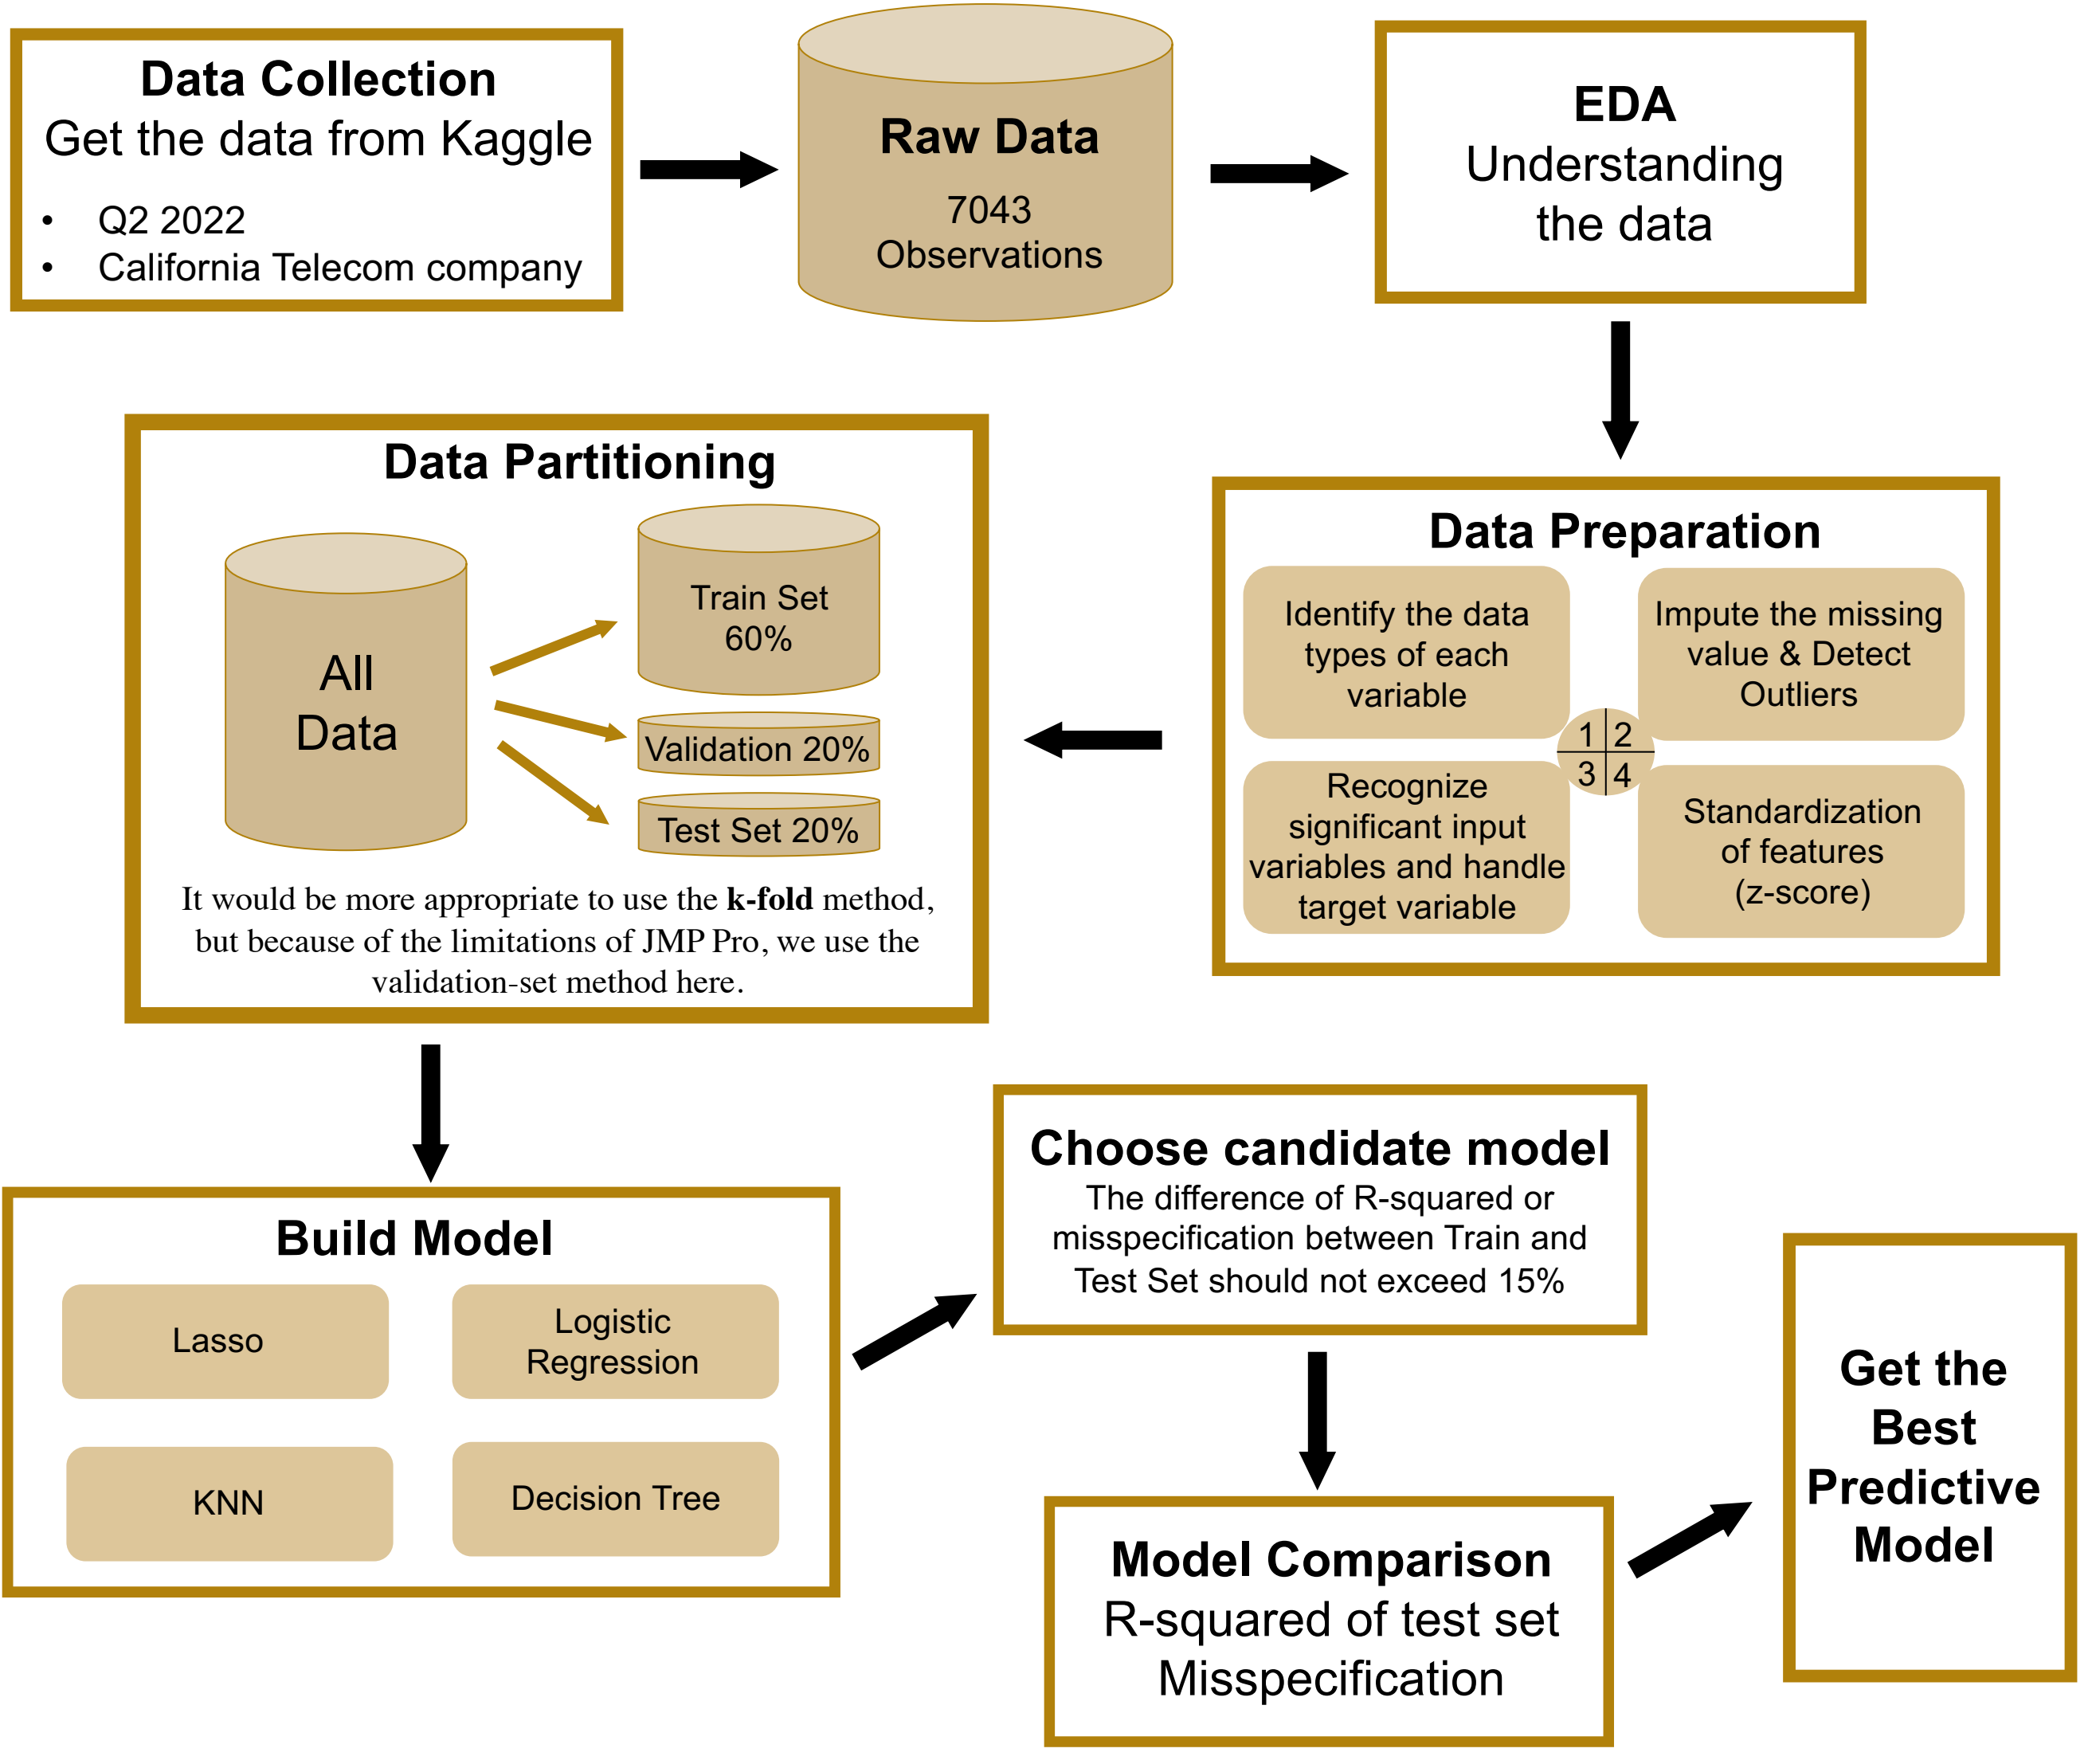 Data Collection
Get the data from Kaggle
• Q2 2022
• California Telecom company
Raw Data
7043
Observations
EDA
Understanding
the data
Data Preparation
Identify the data
types of each
variable
Impute the missing
value & Detect
Outliers
1 2
3 4
Recognize
significant input
variables and handle
target variable
Standardization
of features
(z-score)
Data Partitioning
All
Data
Train Set
60%
Validation 20%
Test Set 20%
It would be more appropriate to use the k-fold method,
but because of the limitations of JMP Pro, we use the
validation-set method here.
Build Model
Lasso
Logistic
Regression
KNN
Decision Tree
Choose candidate model
The difference of R-squared or
misspecification between Train and
Test Set should not exceed 15%
Model Comparison
R-squared of test set
Misspecification
Get the
Best
Predictive
Model